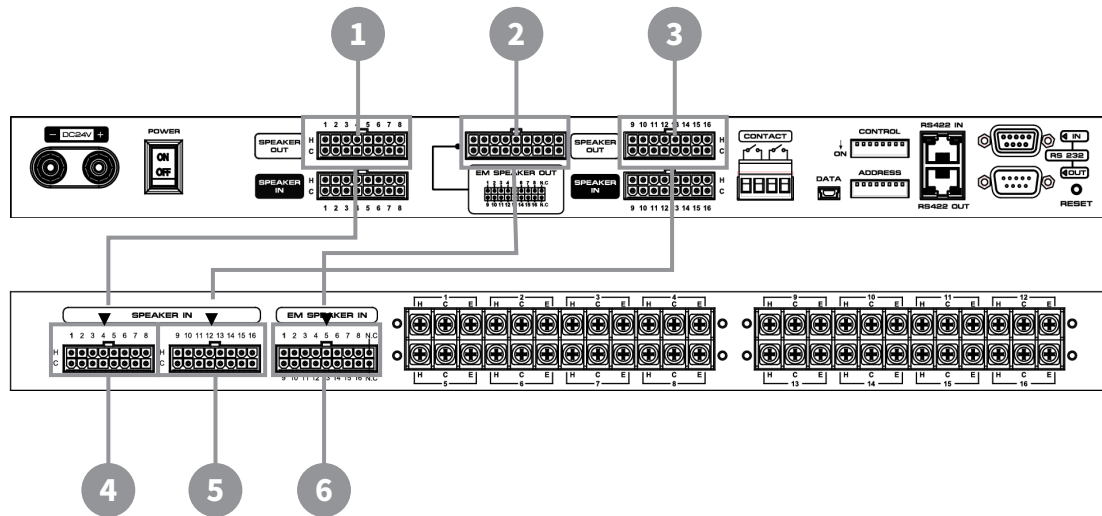 1 2 3
− DC24V +
POWER
ON
OFF
SPEAKER OUT
1 2 3 4 5 6 7 8
H
C
SPEAKER IN
H
C
1 2 3 4 5 6 7 8
EM SPEAKER OUT
1 2 3 4 5 6 7 8 N.C
9 10 11 12 13 14 15 16 N.C
SPEAKER OUT
9 10 11 12 13 14 15 16
H
C
SPEAKER IN
H
C
9 10 11 12 13 14 15 16
CONTACT
CONTROL
↓
ON
DATA
ADDRESS
RS422 IN
RS422 OUT
IN
RS 232
OUT
RESET
SPEAKER IN
1 2 3 4 5 6 7 8
9 10 11 12 13 14 15 16
H
C
H
C
EM SPEAKER IN
1 2 3 4 5 6 7 8 N.C
9 10 11 12 13 14 15 16 N.C
1 2 3 4
H C E H C E H C E H C E
H C E H C E H C E H C E
5 6 7 8
9 10 11 12
H C E H C E H C E H C E
H C E H C E H C E H C E
13 14 15 16
4 5 6